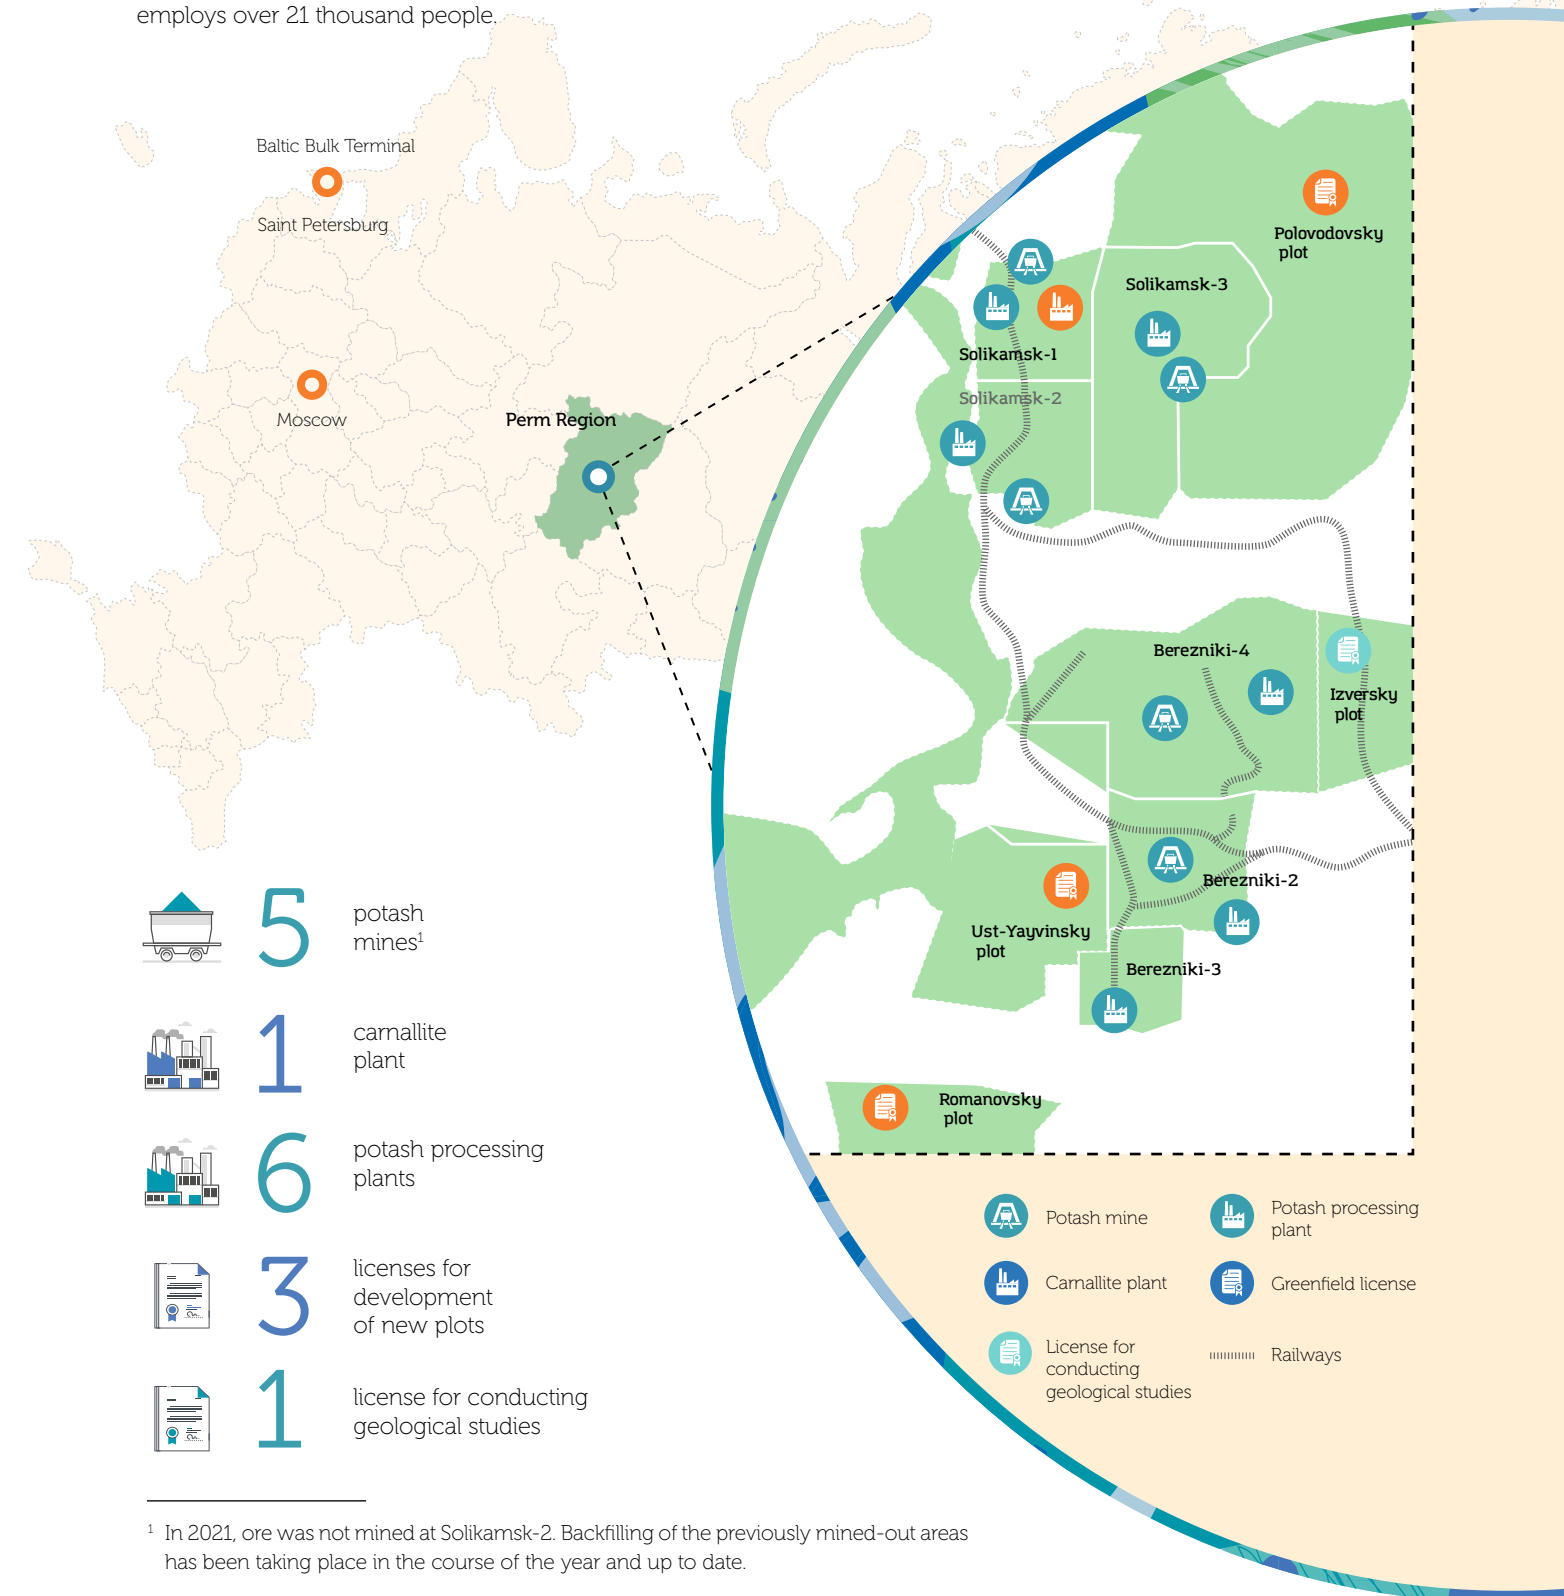 employs over 21 thousand people.
Baltic Bulk Terminal
Saint Petersburg
Moscow
Perm Region
Polovodovsky
plot
Solikamsk-3
Solikamsk-1
Solikamsk-2
Berezniki-4
Izversky
plot
Berezniki-2
Ust-Yayvinsky
plot
Berezniki-3
Romanovsky
plot
5
potash
mines¹
1
carnallite
plant
6
potash processing
plants
3
licenses for
development
of new plots
1
license for conducting
geological studies
Potash mine
Potash processing
plant
Carnallite plant
Greenfield license
License for
conducting
geological studies
Railways
¹ In 2021, ore was not mined at Solikamsk-2. Backfilling of the previously mined-out areas
has been taking place in the course of the year and up to date.